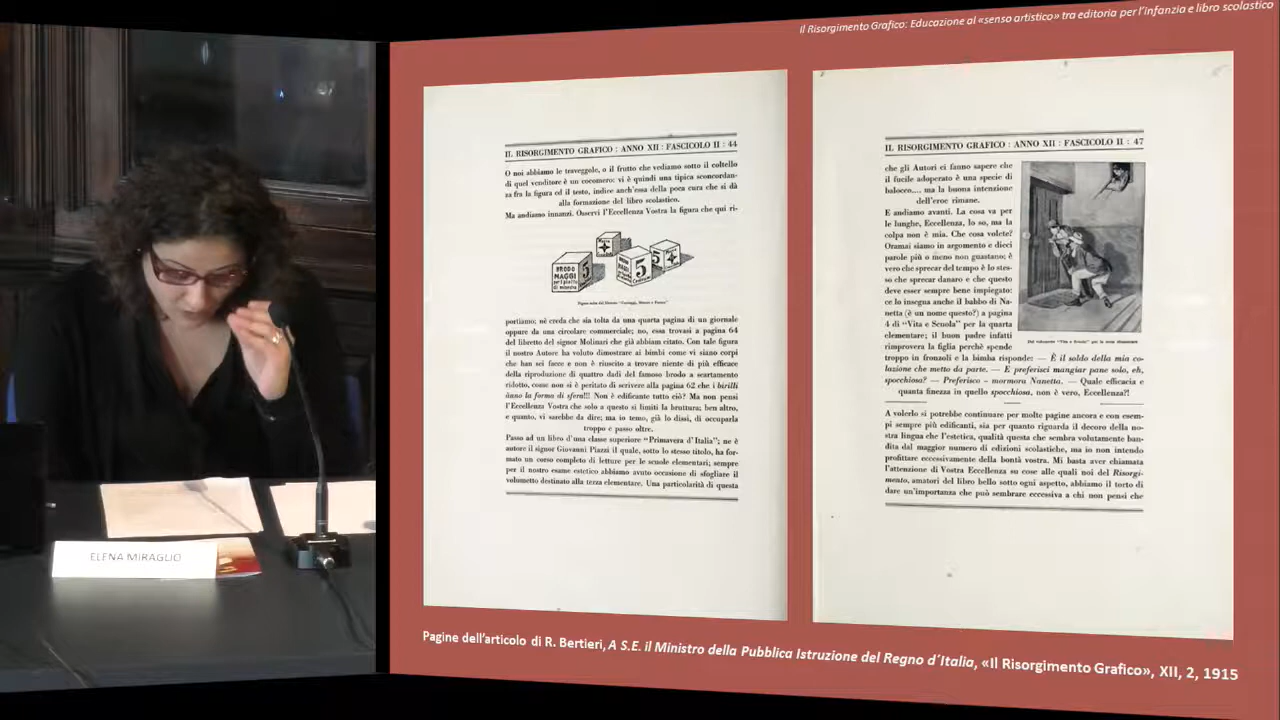 Il Risorgimento Grafico: Educazione al «senso artistico» tra editoria per l'infanzia e libro scolastico
IL RISORGIMENTO GRAFICO : ANNO XII : FASCICOLO II : 44
O noi abbiamo le traveggole, o il frutto che vediamo sotto il coltello
di quel venditore è un cocomero: vi è quindi una tipica sconcordan-
za fra la figura ed il testo, indice anch'essa della poca cura che si dà
alla formazione del libro scolastico.
Ma andiamo innanzi. Osservi l'Eccellenza Vostra la figura che qui ri-
BRODO
MAGGI
per 1 piatto
di minestra
5
5
portiamo; nè creda che sia tolta da una quarta pagina di un giornale
oppure da una circolare commerciale; no, essa trovasi a pagina 64
del libretto del signor Molinari che già abbiam citato. Con tale figura
il nostro Autore ha voluto dimostrare ai bimbi come vi siano corpi
che han sei facce e non è riuscito a trovare niente di più efficace
della riproduzione di quattro dadi del famoso brodo a scartamento
ridotto, come non si è peritato di scrivere alla pagina 62 che i birilli
ànno la forma di sfera!!! Non è edificante tutto ciò? Ma non pensi
l'Eccellenza Vostra che solo a questo si limiti la bruttura; ben altro,
e quanto, vi sarebbe da dire; ma io temo, già lo dissi, di occuparla
troppo e passo oltre.
Passo ad un libro d'una classe superiore "Primavera d'Italia"; ne è
autore il signor Giovanni Piazzi il quale, sotto lo stesso titolo, ha for-
mato un corso completo di letture per le scuole elementari; sempre
per il nostro esame estetico abbiamo avuto occasione di sfogliare il
volumetto destinato alla terza elementare. Una particolarità di questa
IL RISORGIMENTO GRAFICO : ANNO XII : FASCICOLO II : 47
che gli Autori ci fanno sapere che
il fucile adoperato è una specie di
balocco.... ma la buona intenzione
dell'eroe rimane.
E andiamo avanti. La cosa va per
le lunghe, Eccellenza, lo so, ma la
colpa non è mia. Che cosa volete?
Oramai siamo in argomento e dieci
parole più o meno non guastano; è
vero che sprecar del tempo è lo stes-
so che sprecar danaro e che questo
deve esser sempre bene impiegato:
ce lo insegna anche il babbo di Na-
netta (è un nome questo?) a pagina
4 di "Vita e Scuola" per la quarta
elementare; il buon padre infatti
rimprovera la figlia perchè spende
troppo in fronzoli e la bimba risponde: — È il soldo della mia co-
lazione che metto da parte. — E preferisci mangiar pane solo, eh,
spocchiosa? — Preferisco - mormora Nanetta. — Quale efficacia e
quanta finezza in quello spocchiosa, non è vero, Eccellenza?!
A volerlo si potrebbe continuare per molte pagine ancora e con esem-
pi sempre più edificanti, sia per quanto riguarda il decoro della no-
stra lingua che l'estetica, qualità questa che sembra volutamente ban-
dita dal maggior numero di edizioni scolastiche, ma io non intendo
profittare eccessivamente della bontà vostra. Mi basta aver chiamata
l'attenzione di Vostra Eccellenza su cose alle quali noi del Risorgi-
mento, amatori del libro bello sotto ogni aspetto, abbiamo il torto di
dare un'importanza che può sembrare eccessiva a chi non pensi che
Pagine dell'articolo di R. Bertieri, A S.E. il Ministro della Pubblica Istruzione del Regno d´Italia, «Il Risorgimento Grafico», XII, 2, 1915
ELENA MIRAGLIO